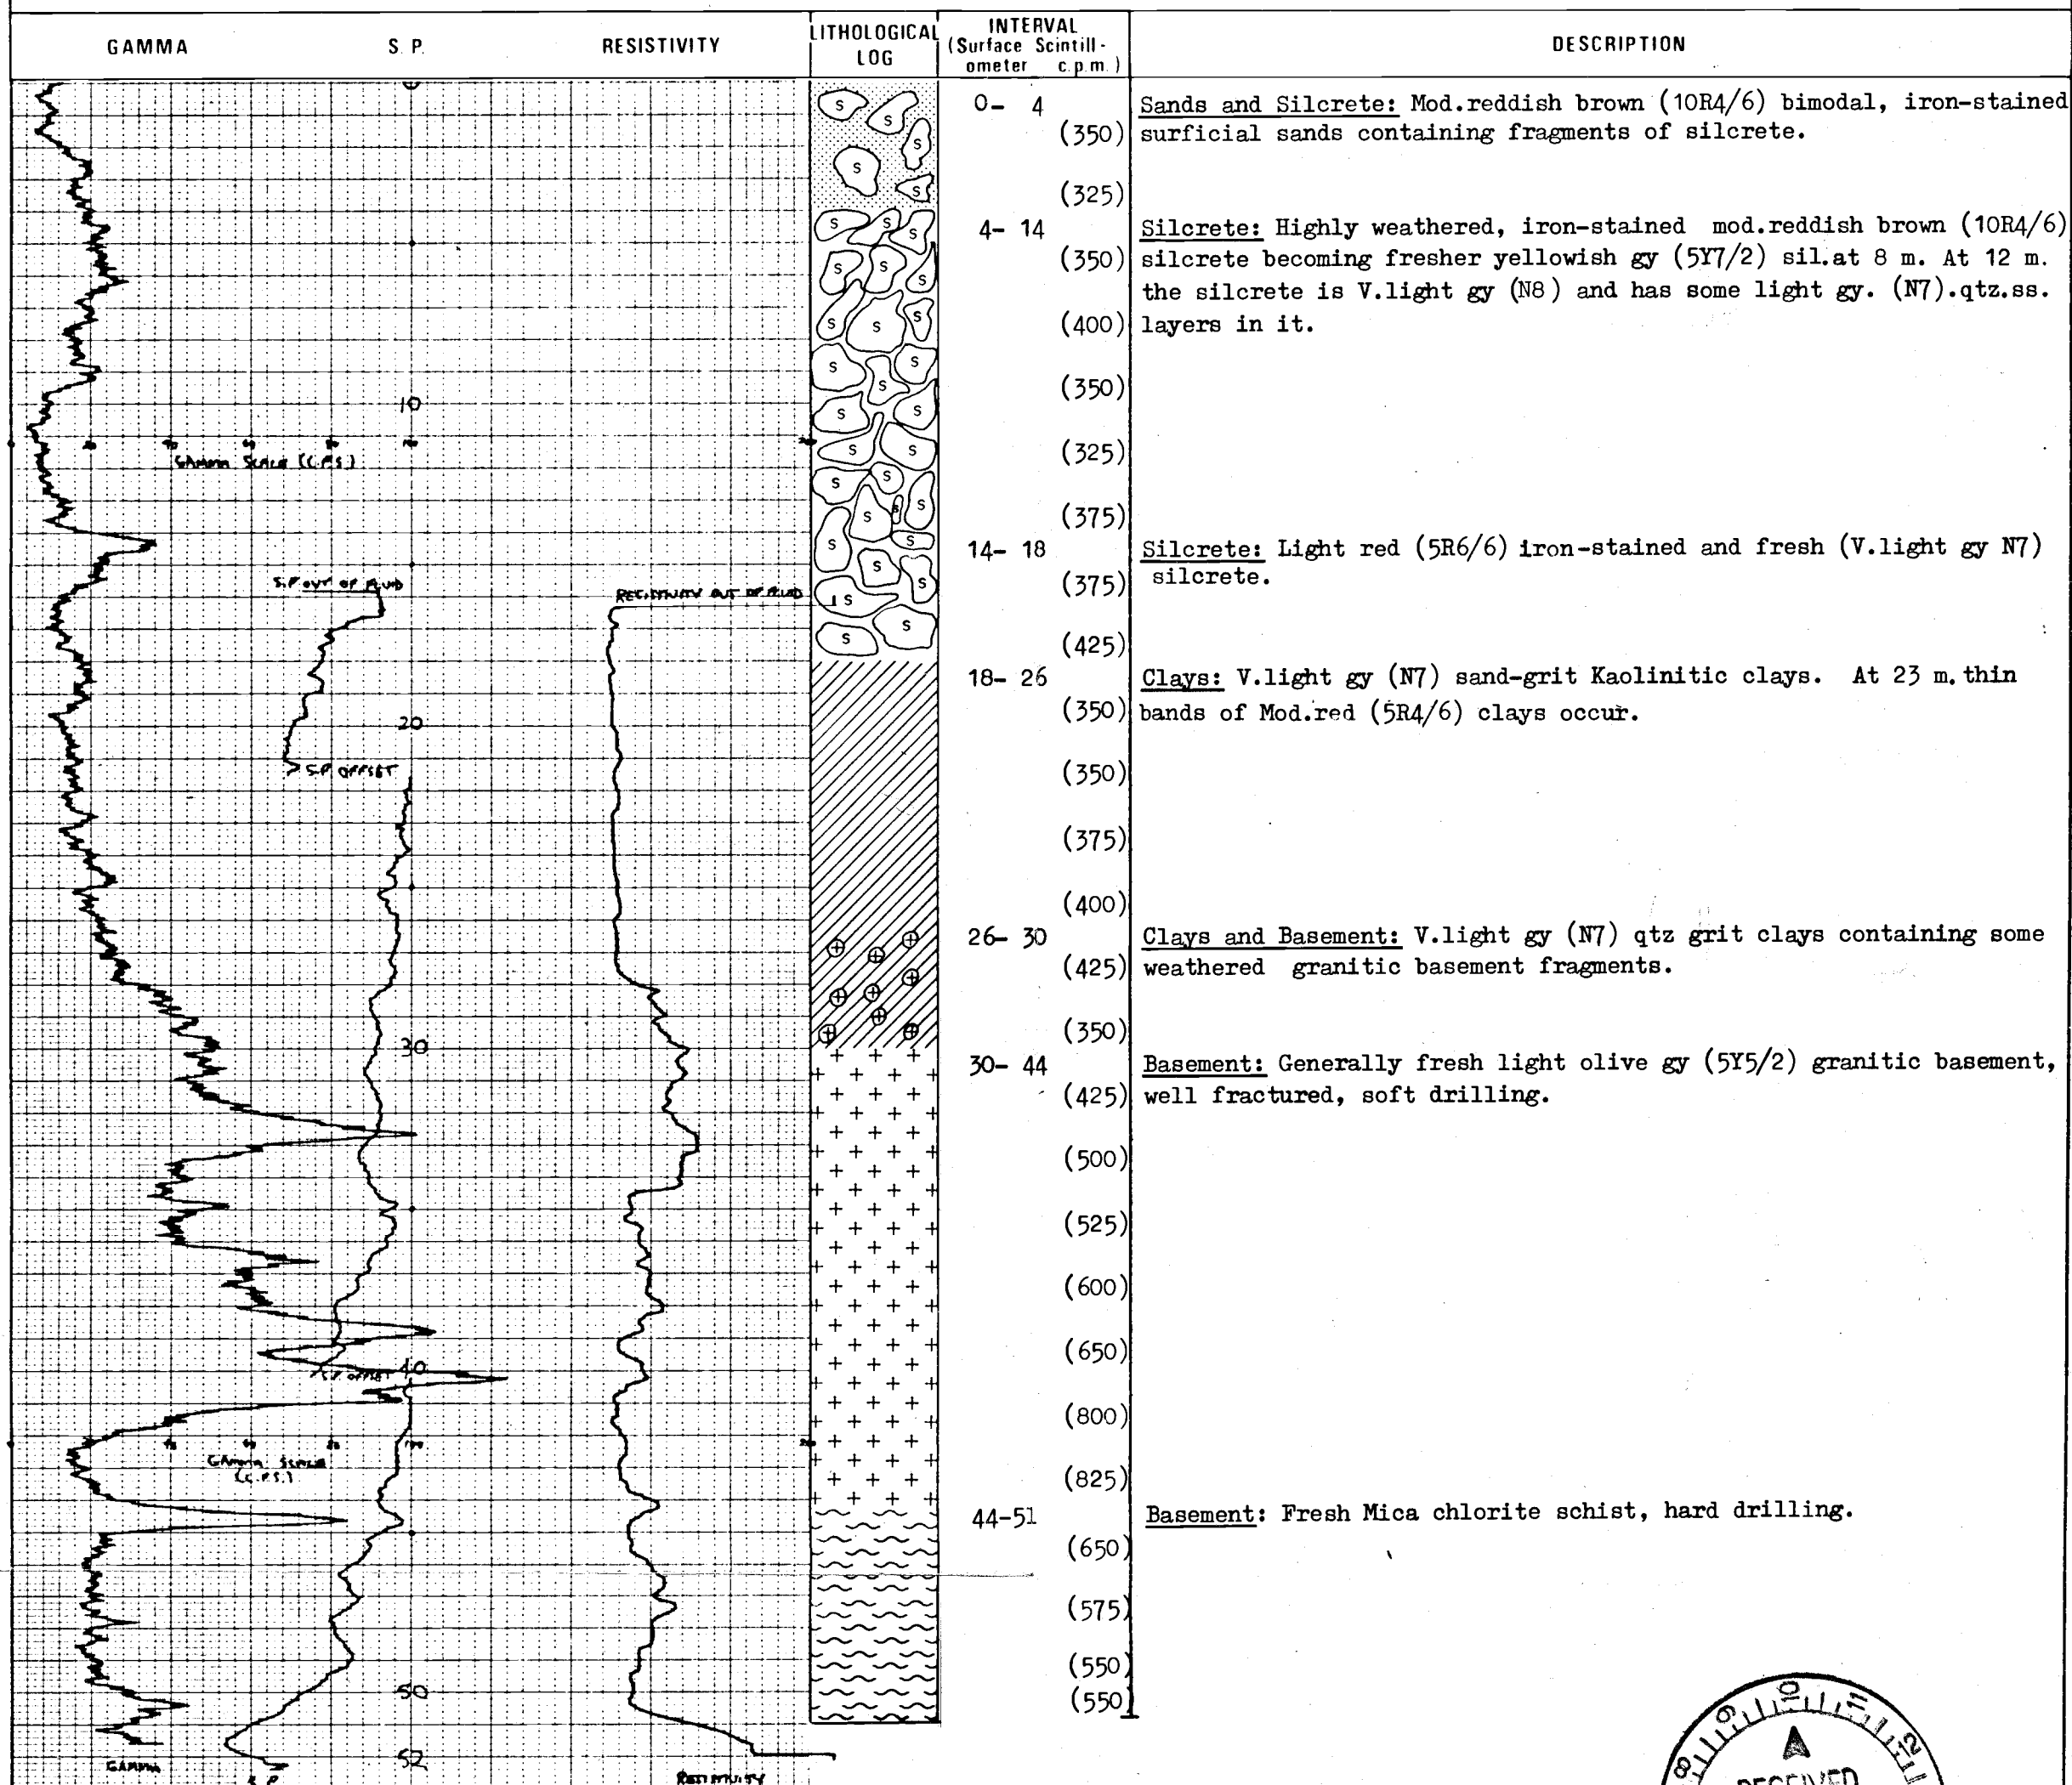 GAMMA S. P. RESISTIVITY
LITHOLOGICAL
LOG
INTERVAL
(Surface Scintill-
ometer c.p.m.)
DESCRIPTION
0- 4
(350)
(325)
Sands and Silcrete: Mod.reddish brown (10R4/6) bimodal, iron-stained
surficial sands containing fragments of silcrete.
4- 14
(350)
(400)
(350)
(325)
(375)
Silcrete: Highly weathered, iron-stained mod.reddish brown (10R4/6)
silcrete becoming fresher yellowish gy (5Y7/2) sil.at 8 m. At 12 m.
the silcrete is V.light gy (N8) and has some light gy. (N7).qtz.ss.
layers in it.
14- 18
(375)
(425)
Silcrete: Light red (5R6/6) iron-stained and fresh (V.light gy N7)
silcrete.
18- 26
(350)
(350)
(375)
(400)
Clays: V.light gy (N7) sand-grit Kaolinitic clays. At 23 m. thin
bands of Mod.red (5R4/6) clays occur.
26- 30
(425)
(350)
Clays and Basement: V.light gy (N7) qtz grit clays containing some
weathered granitic basement fragments.
30- 44
(425)
(500)
(525)
(600)
(650)
(800)
(825)
Basement: Generally fresh light olive gy (5Y5/2) granitic basement,
well fractured, soft drilling.
44-51
(650)
(575)
(550)
(550)
Basement: Fresh Mica chlorite schist, hard drilling.
10
GAMMA SCALE (C.P.S.)
S.P OUT OF FLUID
RESISTIVITY OUT OF FLUID
20
S.P OFFSET
30
S.P. OFFSET
40
GAMMA SCALE
(C.P.S.)
50
52
GAMMA
S.P.
RESISTIVITY
8 9 10 11 12
RECEIVED